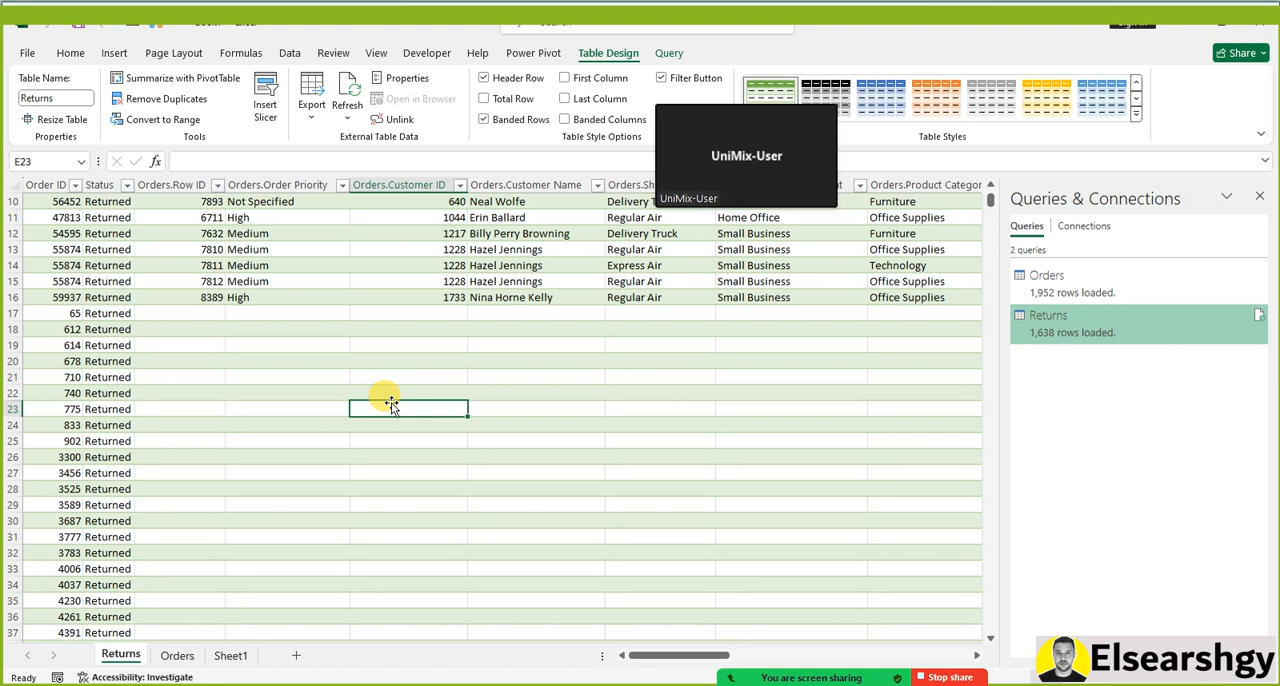 File Home Insert Page Layout Formulas Data Review View Developer Help Power Pivot Table Design Query Share
Table Name: Summarize with PivotTable Properties Header Row First Column Filter Button
Returns Remove Duplicates Insert Slicer Export Refresh Open in Browser Total Row Last Column
Resize Table Convert to Range Unlink Banded Rows Banded Columns
Properties Tools External Table Data Table Style Options Table Styles
UniMix-User
UniMix-User
E23 fx
Order ID Status Orders.Row ID Orders.Order Priority Orders.Customer ID Orders.Customer Name Orders.Product Categor
10 56452 Returned 7893 Not Specified 640 Neal Wolfe Delivery Furniture
11 47813 Returned 6711 High 1044 Erin Ballard Regular Air Home Office Office Supplies
12 54595 Returned 7632 Medium 1217 Billy Perry Browning Delivery Truck Small Business Furniture
13 55874 Returned 7810 Medium 1228 Hazel Jennings Regular Air Small Business Office Supplies
14 55874 Returned 7811 Medium 1228 Hazel Jennings Express Air Small Business Technology
15 55874 Returned 7812 Medium 1228 Hazel Jennings Regular Air Small Business Office Supplies
16 59937 Returned 8389 High 1733 Nina Horne Kelly Regular Air Small Business Office Supplies
17 65 Returned
18 612 Returned
19 614 Returned
20 678 Returned
21 710 Returned
22 740 Returned
23 775 Returned
24 833 Returned
25 902 Returned
26 3300 Returned
27 3456 Returned
28 3525 Returned
29 3589 Returned
30 3687 Returned
31 3777 Returned
32 3783 Returned
33 4006 Returned
34 4037 Returned
35 4230 Returned
36 4261 Returned
37 4391 Returned
Queries & Connections
Queries Connections
2 queries
Orders
1,952 rows loaded.
Returns
1,638 rows loaded.
Returns Orders Sheet1
Ready Accessibility: Investigate
You are screen sharing Stop share
Elsearshgy